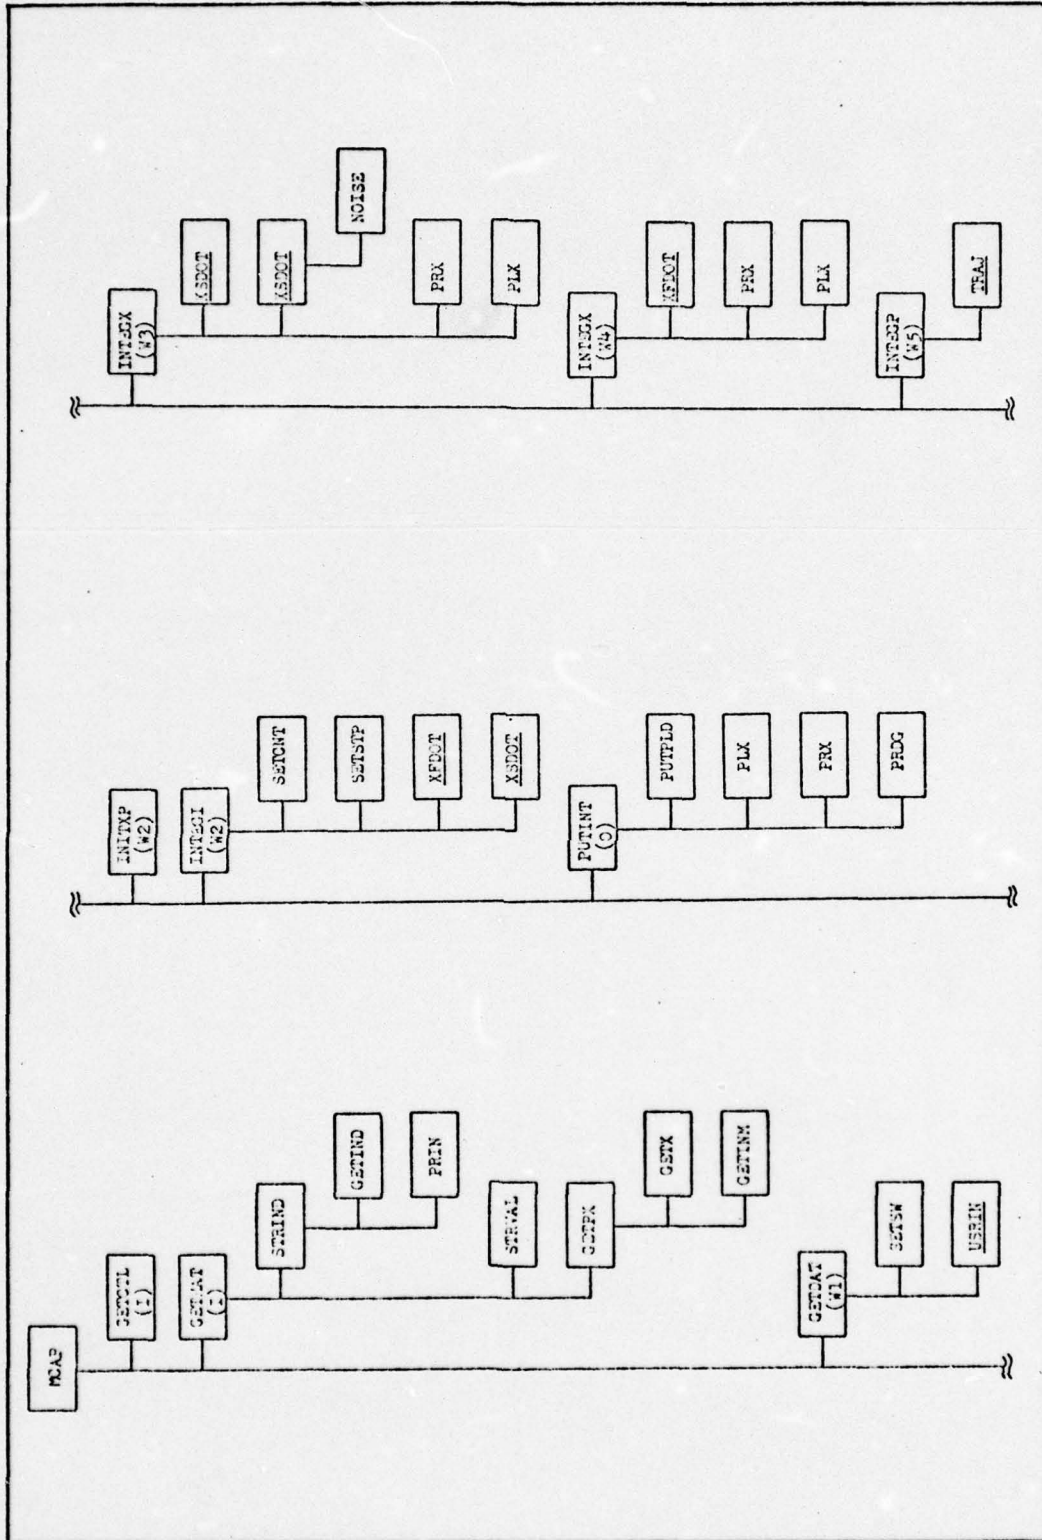 MCAP
GETCTL
(I)
GETDAT
(I)
STRIND
GETIND
PRIN
STRVAL
GETPX
GETX
GETINM
GETDAT
(W1)
SETSW
USRIN
INITXP
(W2)
INTEGI
(W2)
SETCNT
SETSTP
XFDOT
XSDOT
PUTINT
(O)
PUTPLD
PLX
PRX
PRDG
INTEGX
(W3)
XSDOT
XSDOT
NOISE
PRX
PLX
INTEGX
(W4)
XFDOT
PRX
PLX
INTEGP
(W5)
TRAJ